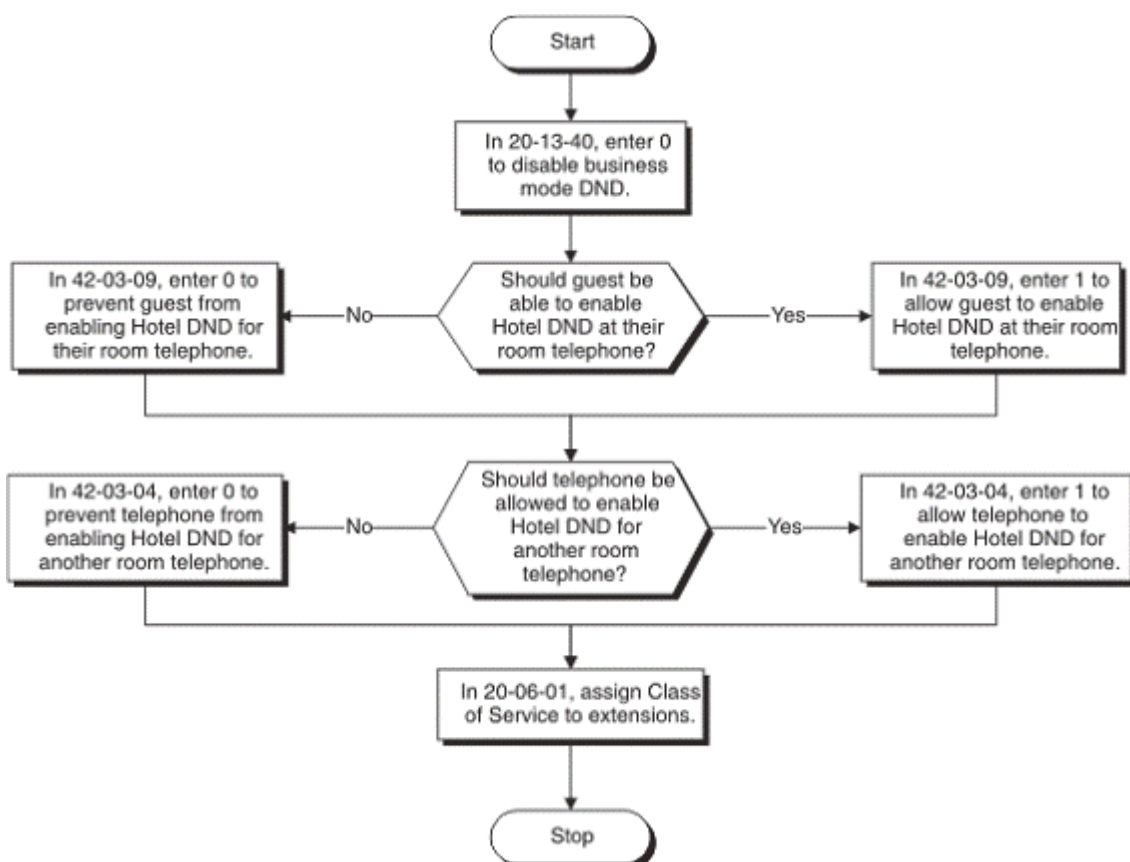 Start
In 20-13-40, enter 0
to disable business
mode DND.
In 42-03-09, enter 0 to
prevent guest from
enabling Hotel DND for
their room telephone.
No
Should guest be
able to enable
Hotel DND at their
room telephone?
Yes
In 42-03-09, enter 1 to
allow guest to enable
Hotel DND at their room
telephone.
In 42-03-04, enter 0 to
prevent telephone from
enabling Hotel DND for
another room telephone.
No
Should telephone be
allowed to enable
Hotel DND for
another room
telephone?
Yes
In 42-03-04, enter 1 to
allow telephone to
enable Hotel DND for
another room telephone.
In 20-06-01, assign Class
of Service to extensions.
Stop